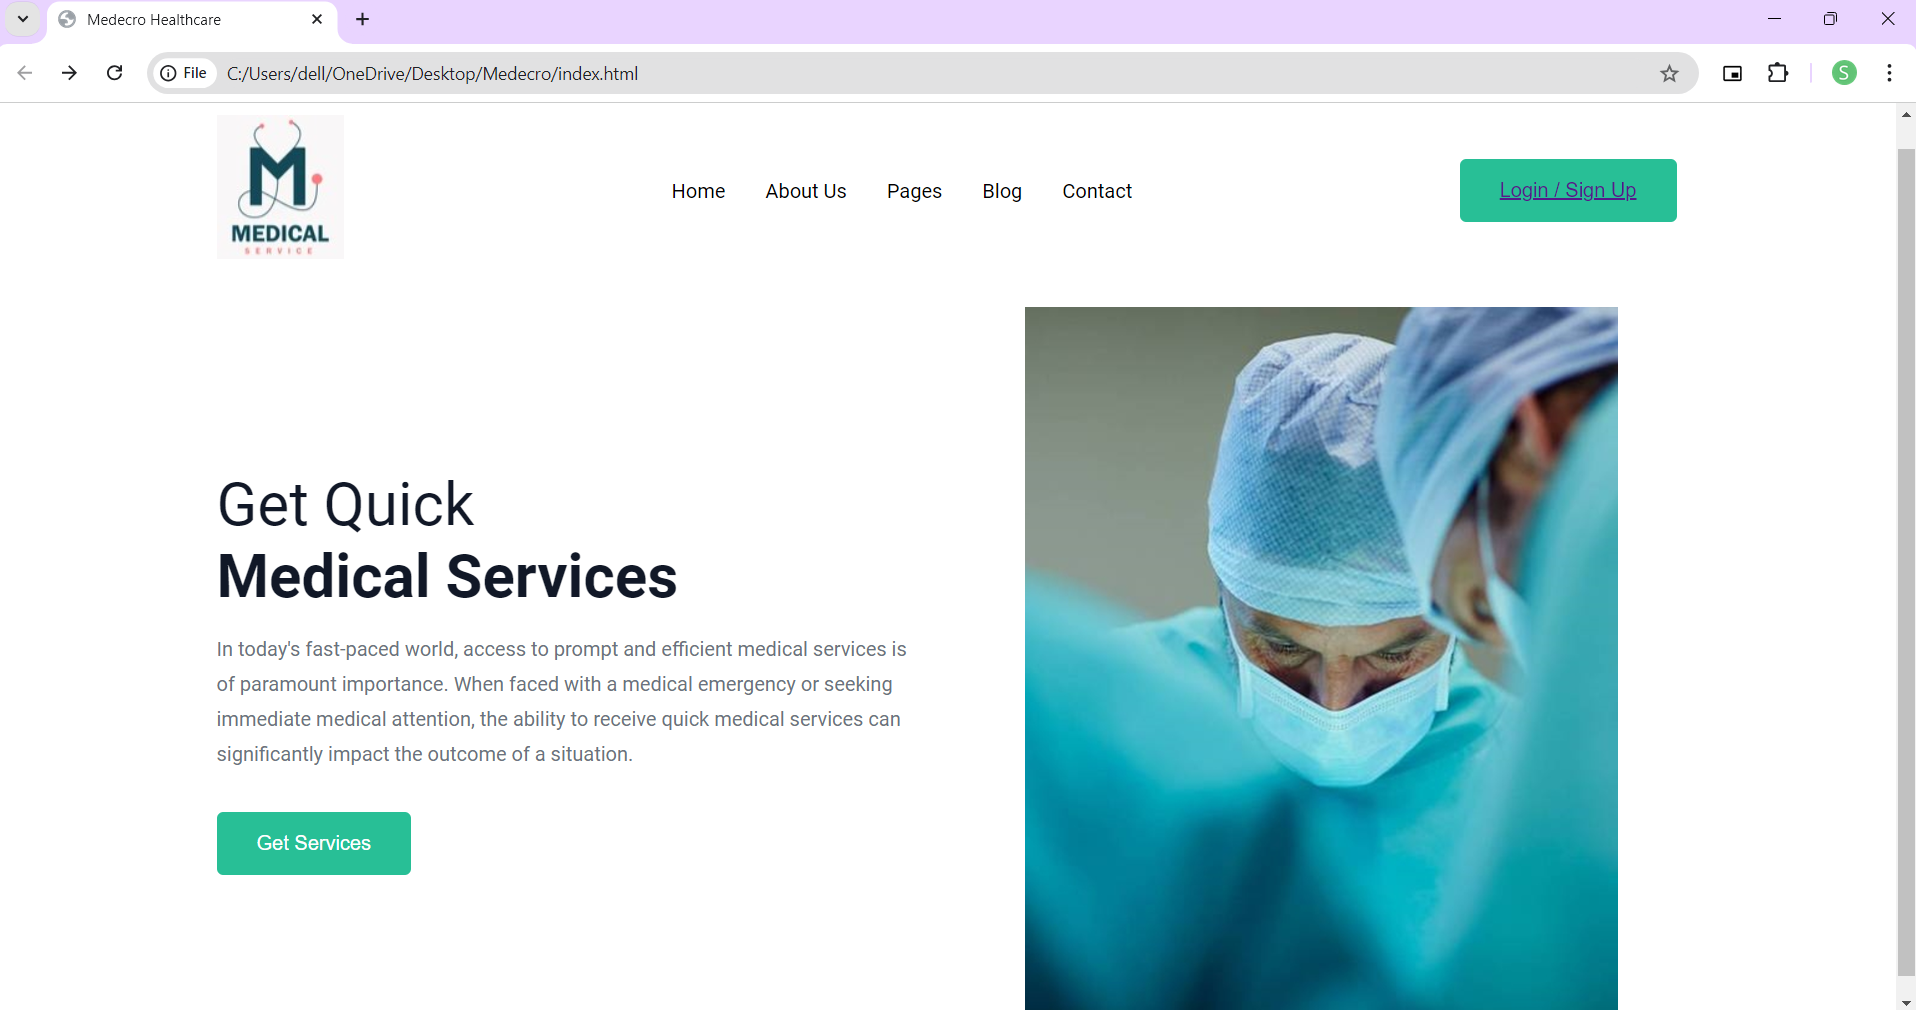 Medecro Healthcare
File
C:/Users/dell/OneDrive/Desktop/Medecro/index.html
S
M
MEDICAL
SERVICE
Home
About Us
Pages
Blog
Contact
Login / Sign Up
Get Quick
Medical Services
In today's fast-paced world, access to prompt and efficient medical services is
of paramount importance. When faced with a medical emergency or seeking
immediate medical attention, the ability to receive quick medical services can
significantly impact the outcome of a situation.
Get Services